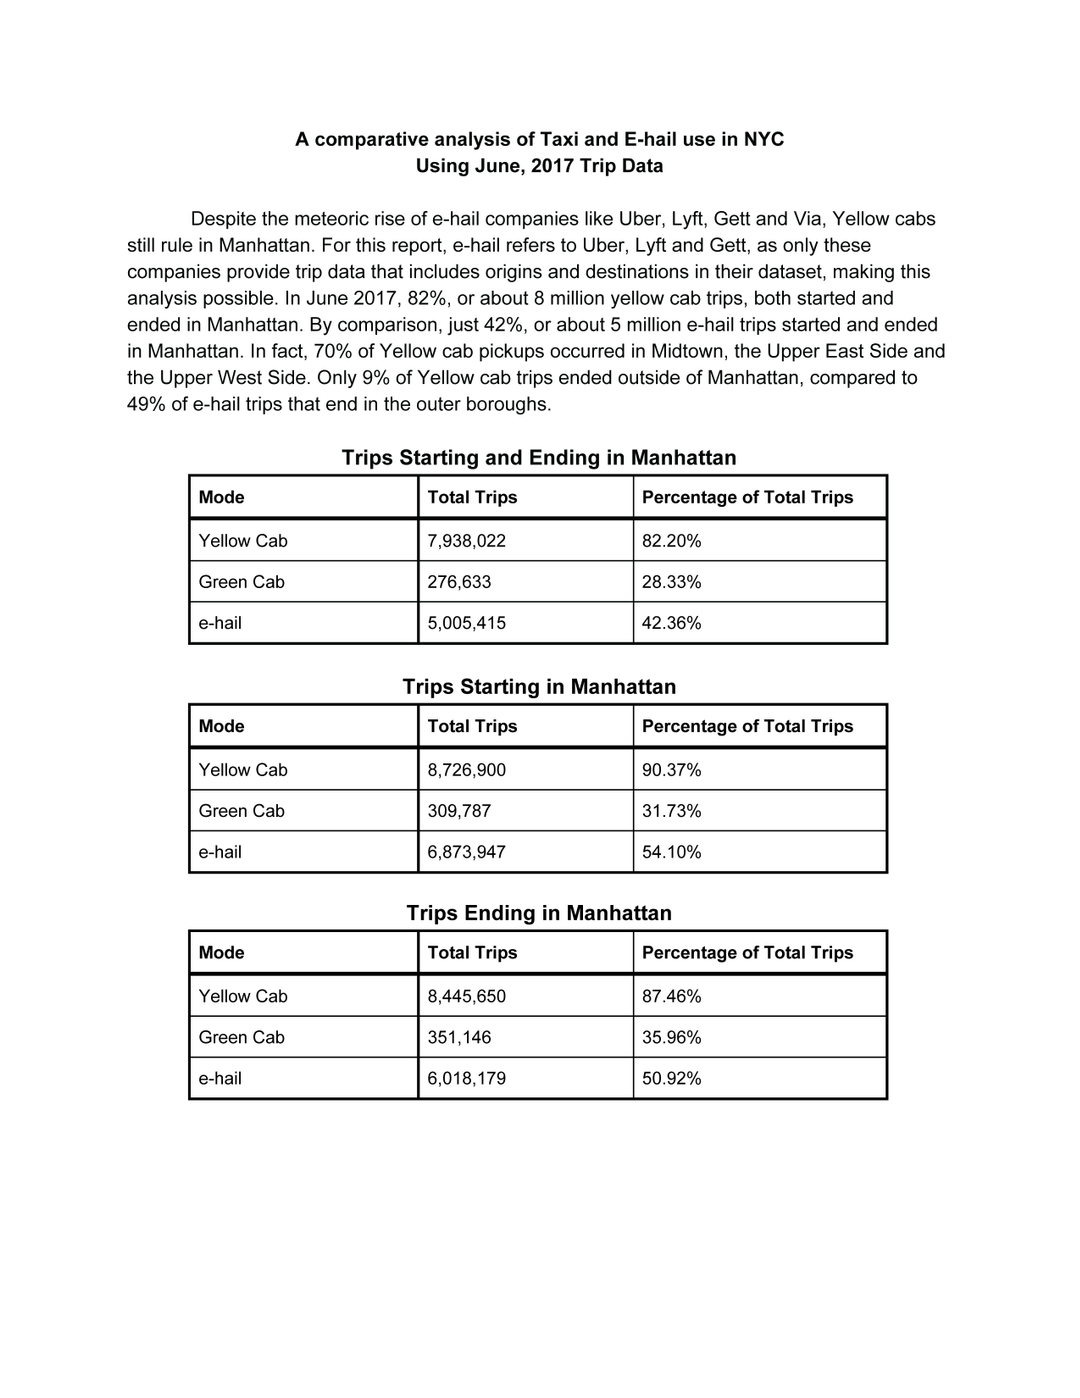 A comparative analysis of Taxi and E-hail use in NYC
Using June, 2017 Trip Data
Despite the meteoric rise of e-hail companies like Uber, Lyft, Gett and Via, Yellow cabs
still rule in Manhattan. For this report, e-hail refers to Uber, Lyft and Gett, as only these
companies provide trip data that includes origins and destinations in their dataset, making this
analysis possible. In June 2017, 82%, or about 8 million yellow cab trips, both started and
ended in Manhattan. By comparison, just 42%, or about 5 million e-hail trips started and ended
in Manhattan. In fact, 70% of Yellow cab pickups occurred in Midtown, the Upper East Side and
the Upper West Side. Only 9% of Yellow cab trips ended outside of Manhattan, compared to
49% of e-hail trips that end in the outer boroughs.
Trips Starting and Ending in Manhattan
Mode Total Trips Percentage of Total Trips
Yellow Cab 7,938,022 82.20%
Green Cab 276,633 28.33%
e-hail 5,005,415 42.36%
Trips Starting in Manhattan
Mode Total Trips Percentage of Total Trips
Yellow Cab 8,726,900 90.37%
Green Cab 309,787 31.73%
e-hail 6,873,947 54.10%
Trips Ending in Manhattan
Mode Total Trips Percentage of Total Trips
Yellow Cab 8,445,650 87.46%
Green Cab 351,146 35.96%
e-hail 6,018,179 50.92%